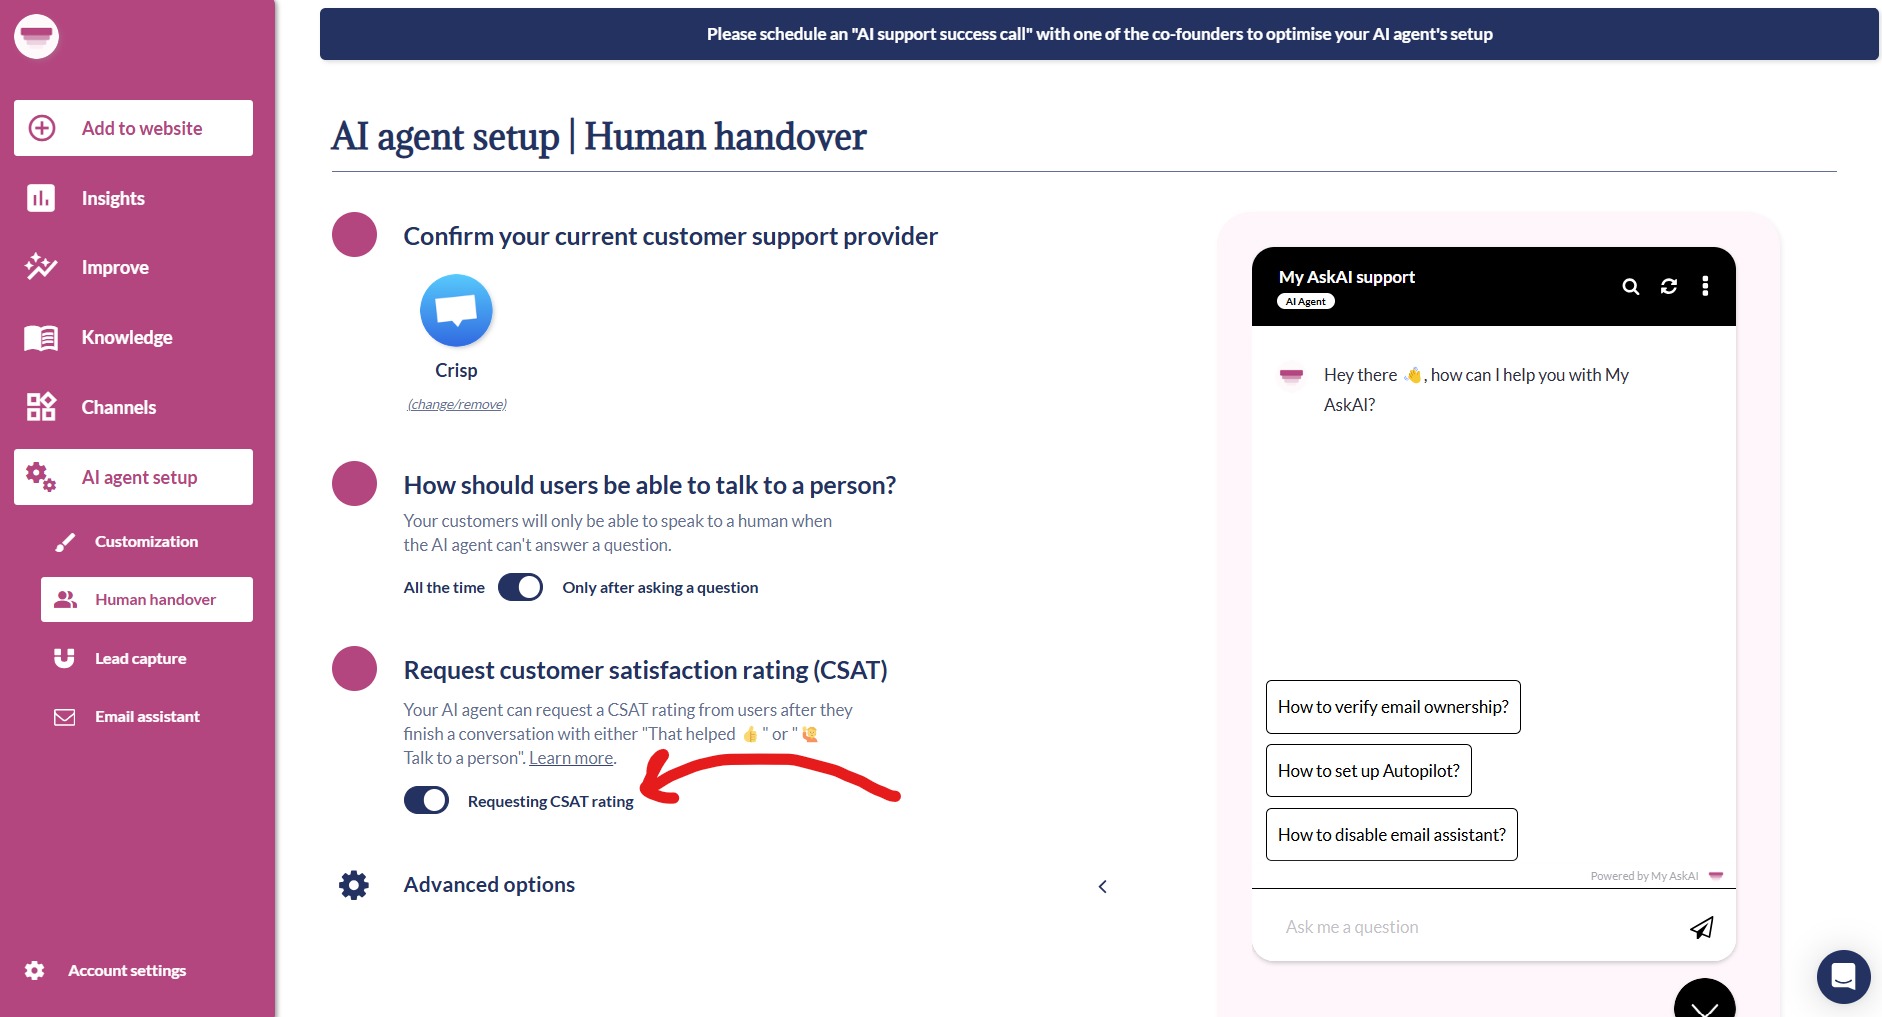 Please schedule an "AI support success call" with one of the co-founders to optimise your AI agent's setup
Add to website
Insights
Improve
Knowledge
Channels
AI agent setup
Customization
Human handover
Lead capture
Email assistant
Account settings
AI agent setup | Human handover
Confirm your current customer support provider
Crisp
(change/remove)
How should users be able to talk to a person?
Your customers will only be able to speak to a human when
the AI agent can't answer a question.
All the time
Only after asking a question
Request customer satisfaction rating (CSAT)
Your AI agent can request a CSAT rating from users after they
finish a conversation with either "That helped 👍" or "🙋
Talk to a person". Learn more.
Requesting CSAT rating
Advanced options
My AskAI support
AI Agent
Hey there 👋, how can I help you with My
AskAI?
How to verify email ownership?
How to set up Autopilot?
How to disable email assistant?
Powered by My AskAI
Ask me a question